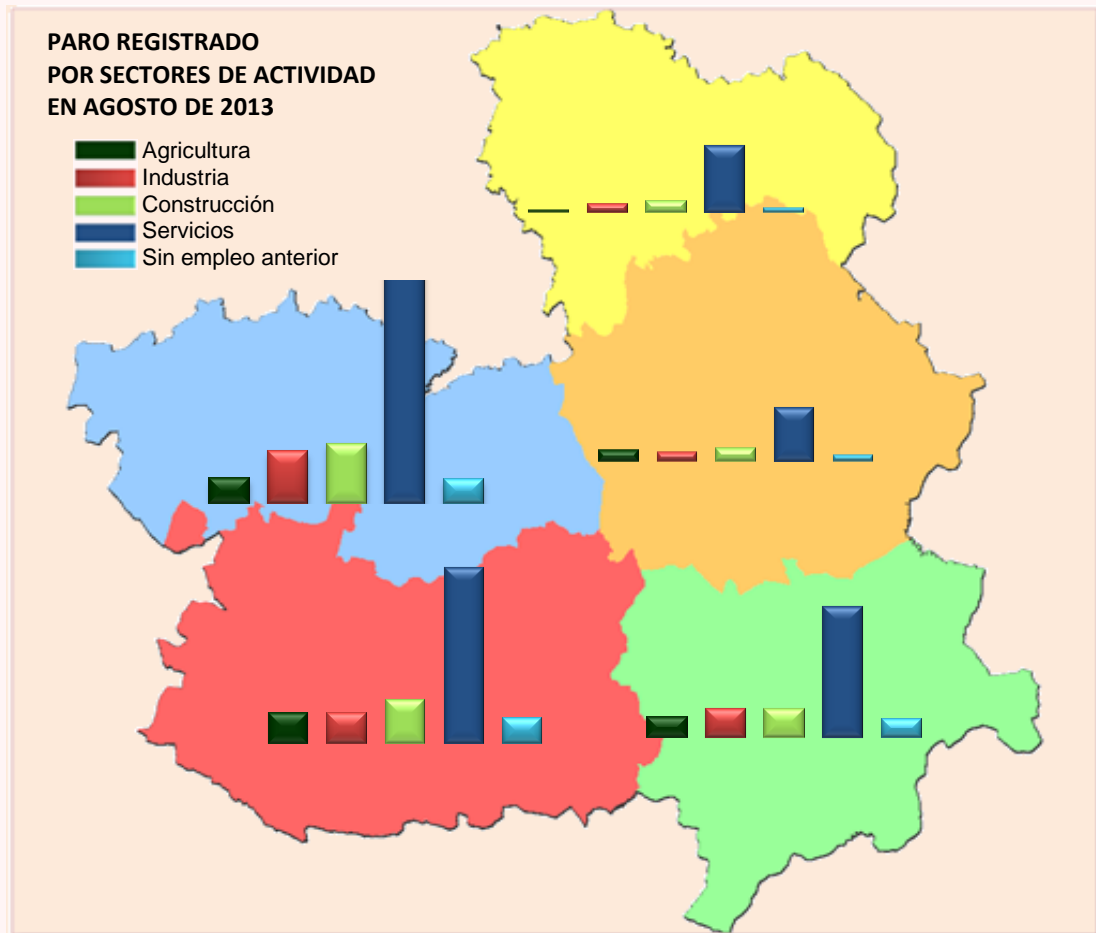 PARO REGISTRADO
POR SECTORES DE ACTIVIDAD
EN AGOSTO DE 2013
Agricultura
Industria
Construcción
Servicios
Sin empleo anterior